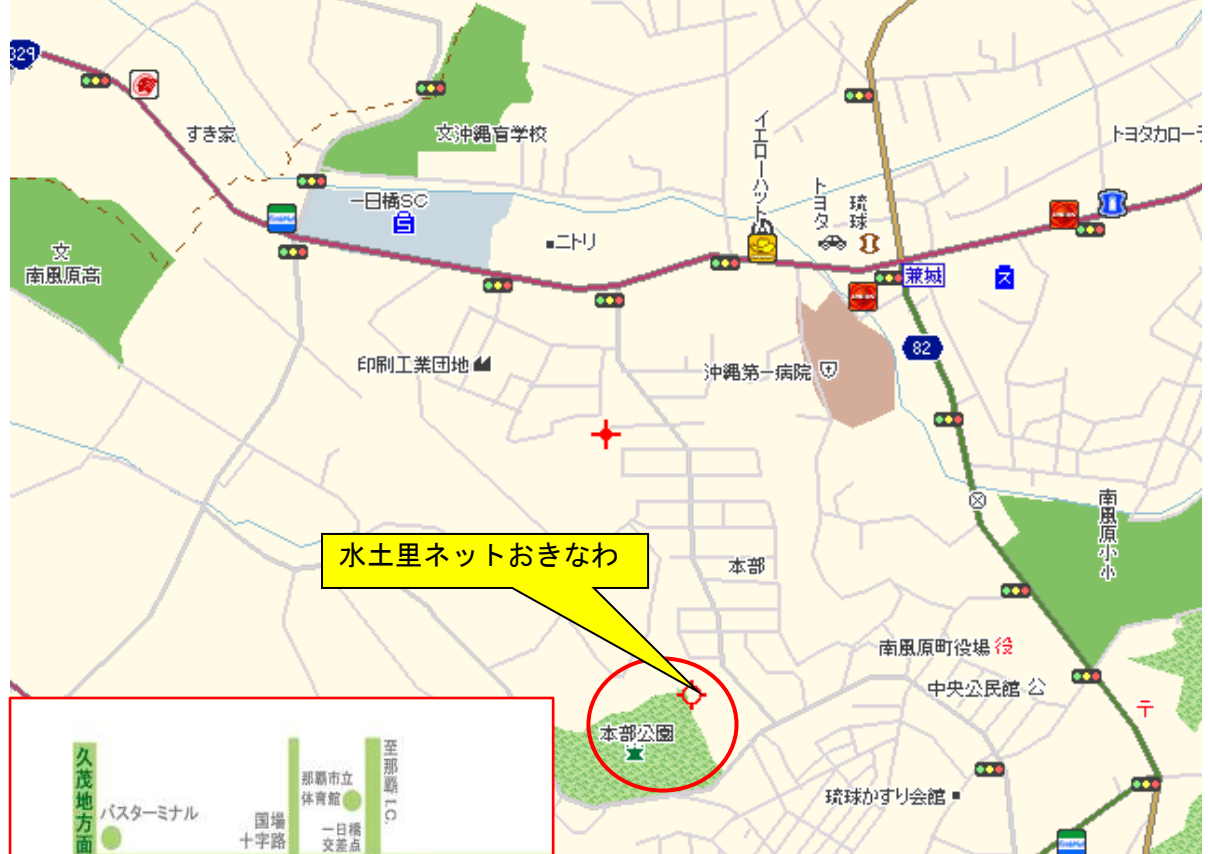 329
すき家
文沖縄盲学校
イエローハット
トヨタ
琉球
トヨタカローラ
一日橋SC
S
ニトリ
文
南風原高
兼城
ス
82
印刷工業団地
沖縄第一病院
水土里ネットおきなわ
本部
南風原小
南風原町役場 役
中央公民館 公
〒
本部公園
琉球かすり会館
久茂地方面
バスターミナル
国場
十字路
那覇市立
体育館
一日橋
交差点
至那覇I.C.